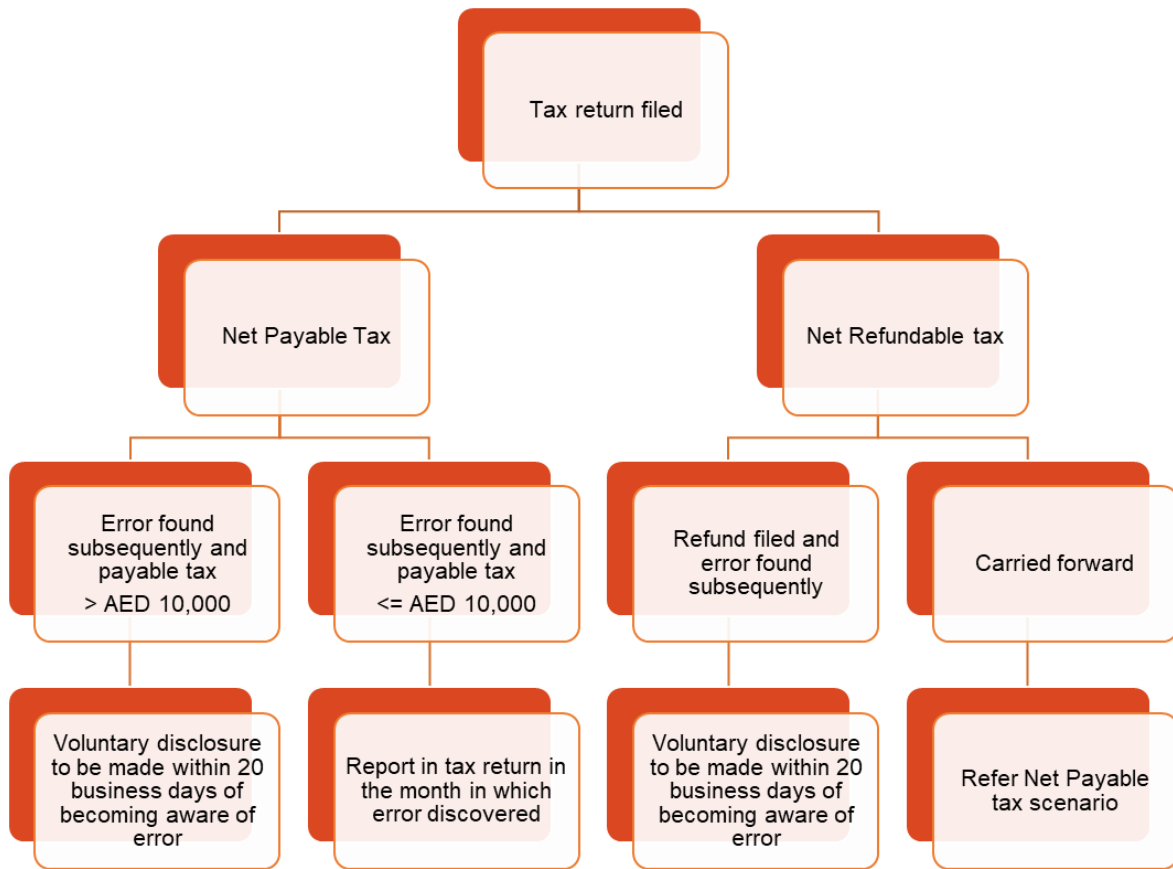 Tax return filed
Net Payable Tax
Net Refundable tax
Error found
subsequently and
payable tax
> AED 10,000
Error found
subsequently and
payable tax
<= AED 10,000
Refund filed and
error found
subsequently
Carried forward
Voluntary disclosure
to be made within 20
business days of
becoming aware of
error
Report in tax return in
the month in which
error discovered
Voluntary disclosure
to be made within 20
business days of
becoming aware of
error
Refer Net Payable
tax scenario